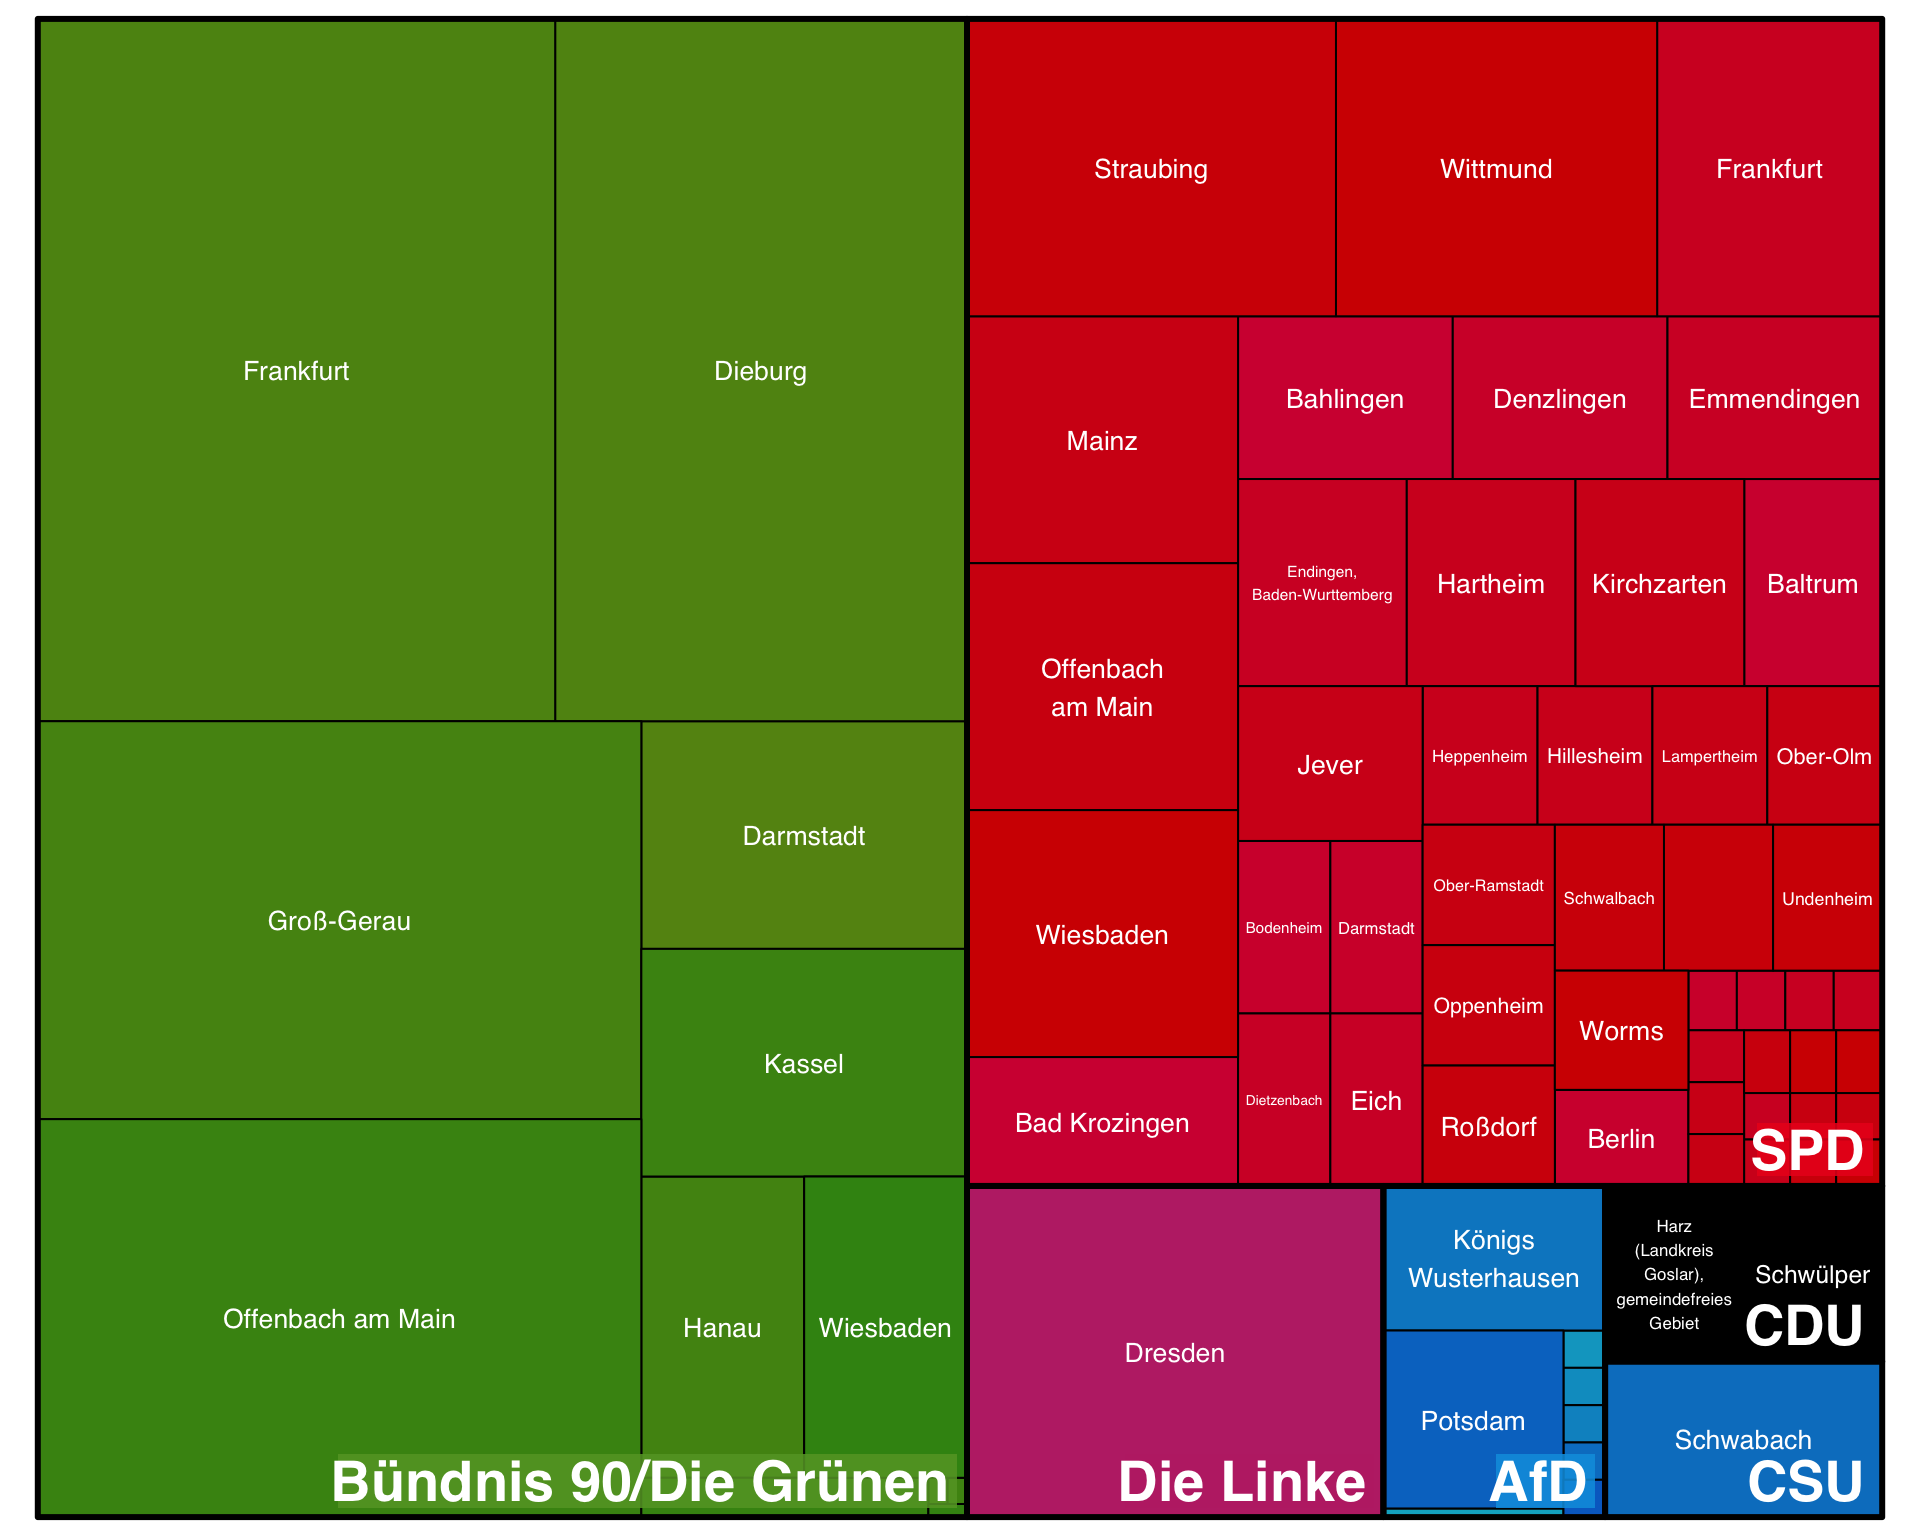 Frankfurt
Dieburg
Groß-Gerau
Darmstadt
Kassel
Offenbach am Main
Hanau
Wiesbaden
Bündnis 90/Die Grünen
Straubing
Wittmund
Frankfurt
Mainz
Bahlingen
Denzlingen
Emmendingen
Endingen,
Baden-Wurttemberg
Hartheim
Kirchzarten
Baltrum
Offenbach
am Main
Jever
Heppenheim
Hillesheim
Lampertheim
Ober-Olm
Wiesbaden
Bodenheim
Darmstadt
Ober-Ramstadt
Schwalbach
Undenheim
Oppenheim
Worms
Bad Krozingen
Dietzenbach
Eich
Roßdorf
Berlin
SPD
Dresden
Die Linke
Königs
Wusterhausen
Potsdam
AfD
Harz
(Landkreis
Goslar),
gemeindefreies
Gebiet
Schwülper
CDU
Schwabach
CSU